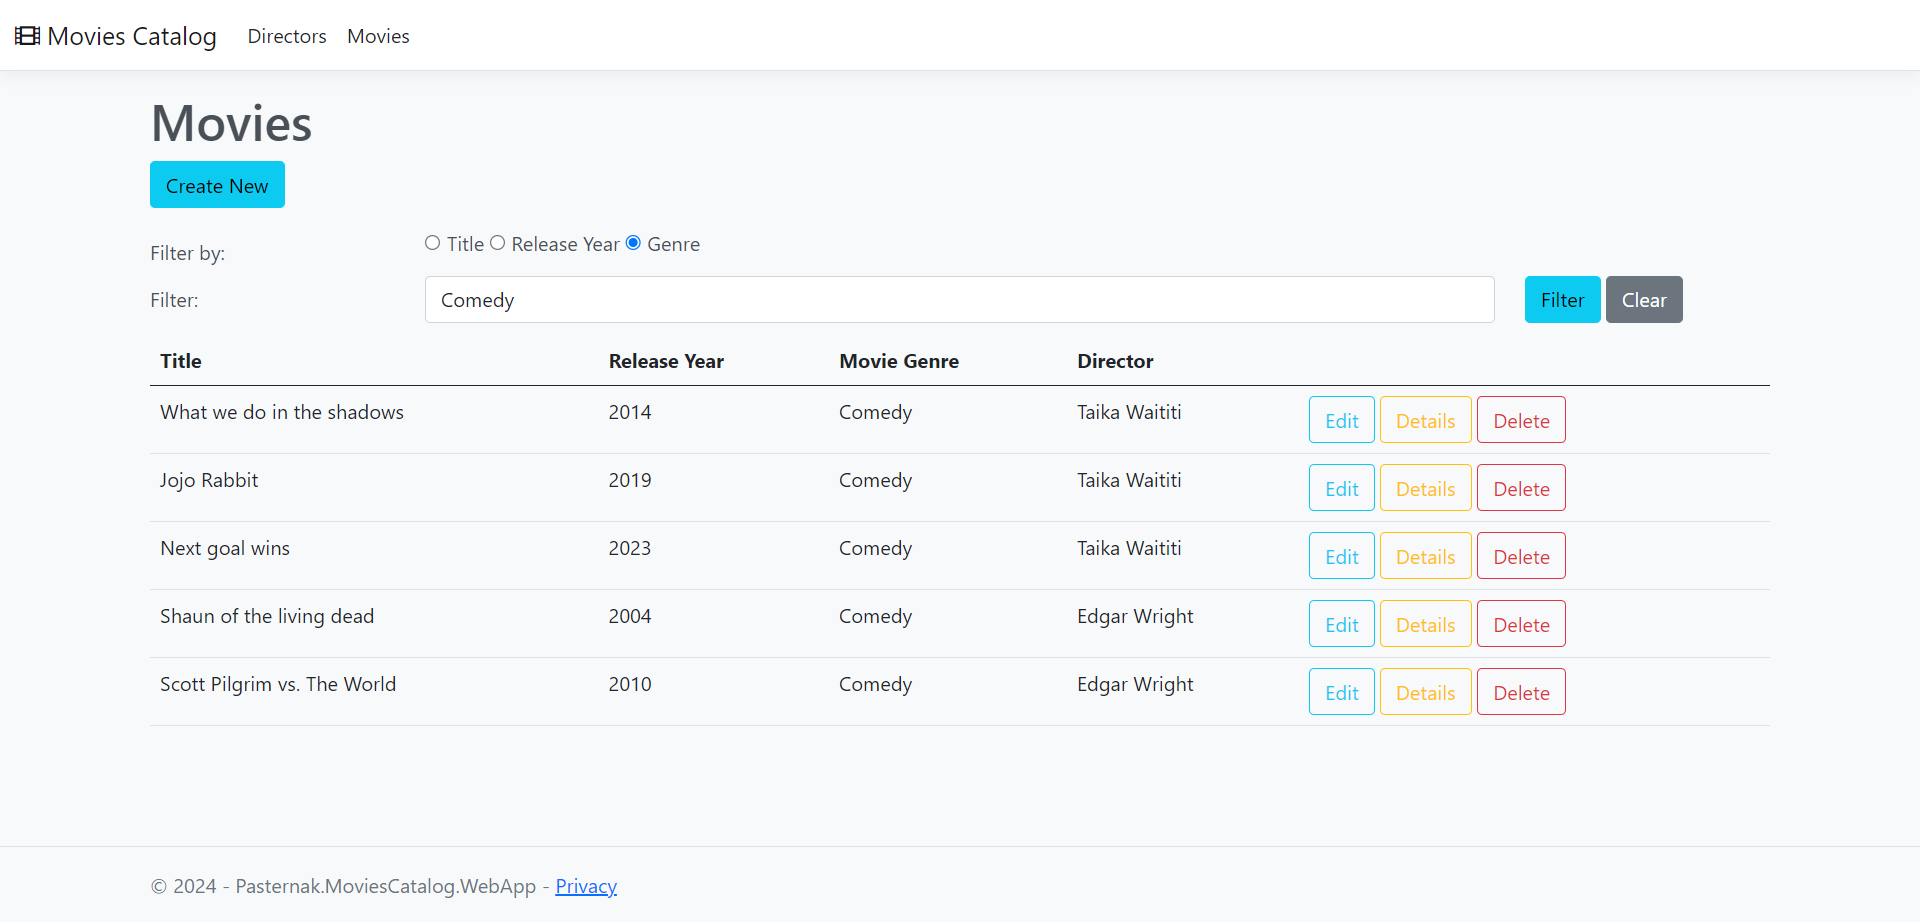 Movies Catalog Directors Movies
Movies
Create New
Filter by: Title Release Year Genre
Filter: Comedy Filter Clear
Title Release Year Movie Genre Director
What we do in the shadows 2014 Comedy Taika Waititi Edit Details Delete
Jojo Rabbit 2019 Comedy Taika Waititi Edit Details Delete
Next goal wins 2023 Comedy Taika Waititi Edit Details Delete
Shaun of the living dead 2004 Comedy Edgar Wright Edit Details Delete
Scott Pilgrim vs. The World 2010 Comedy Edgar Wright Edit Details Delete
© 2024 - Pasternak.MoviesCatalog.WebApp - Privacy